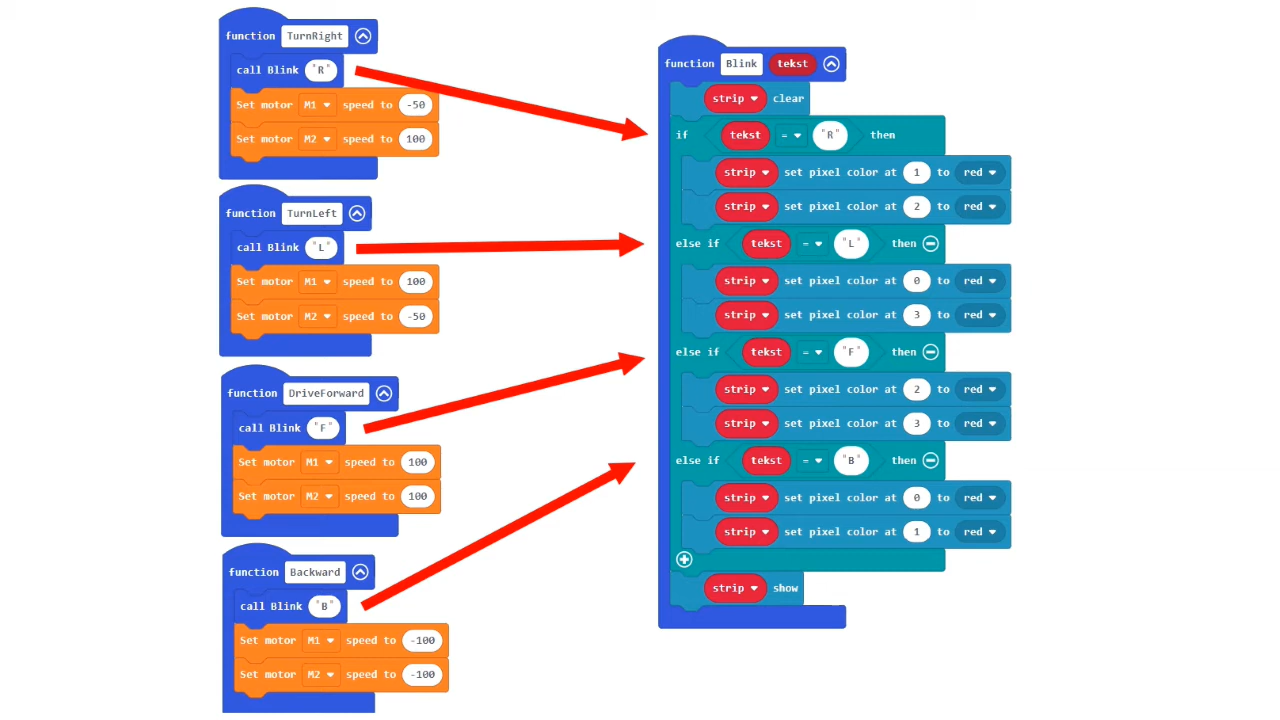 function TurnRight
call Blink "R"
Set motor M1 speed to -50
Set motor M2 speed to 100
function TurnLeft
call Blink "L"
Set motor M1 speed to 100
Set motor M2 speed to -50
function DriveForward
call Blink "F"
Set motor M1 speed to 100
Set motor M2 speed to 100
function Backward
call Blink "B"
Set motor M1 speed to -100
Set motor M2 speed to -100
function Blink tekst
strip clear
if tekst = "R" then
strip set pixel color at 1 to red
strip set pixel color at 2 to red
else if tekst = "L" then
strip set pixel color at 0 to red
strip set pixel color at 3 to red
else if tekst = "F" then
strip set pixel color at 2 to red
strip set pixel color at 3 to red
else if tekst = "B" then
strip set pixel color at 0 to red
strip set pixel color at 1 to red
strip show